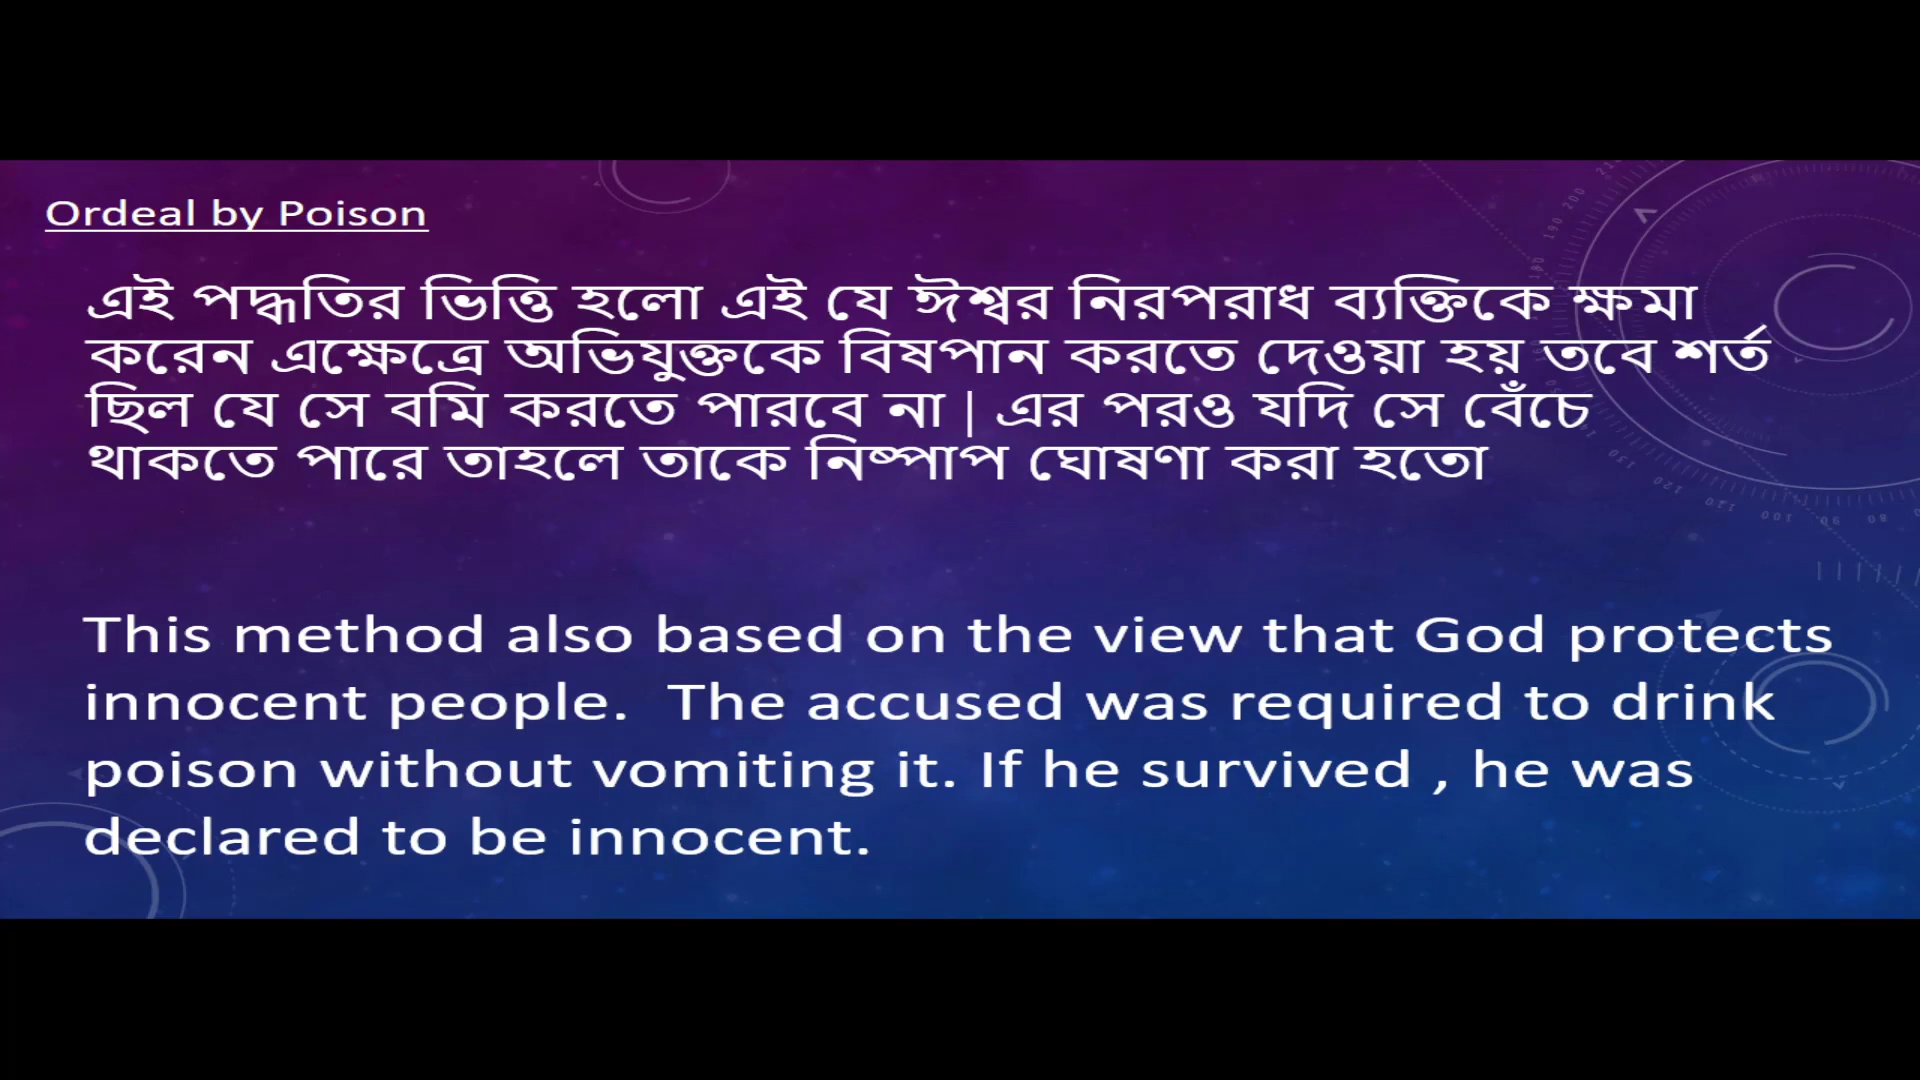 Ordeal by Poison
এই পদ্ধতির ভিত্তি হলো এই যে ঈশ্বর নিরপরাধ ব্যক্তিকে ক্ষমা
করেন এক্ষেত্রে অভিযুক্তকে বিষপান করতে দেওয়া হয় তবে শর্ত
ছিল যে সে বমি করতে পারবে না | এর পরও যদি সে বেঁচে
থাকতে পারে তাহলে তাকে নিষ্পাপ ঘোষণা করা হতো
This method also based on the view that God protects
innocent people.  The accused was required to drink
poison without vomiting it. If he survived , he was
declared to be innocent.